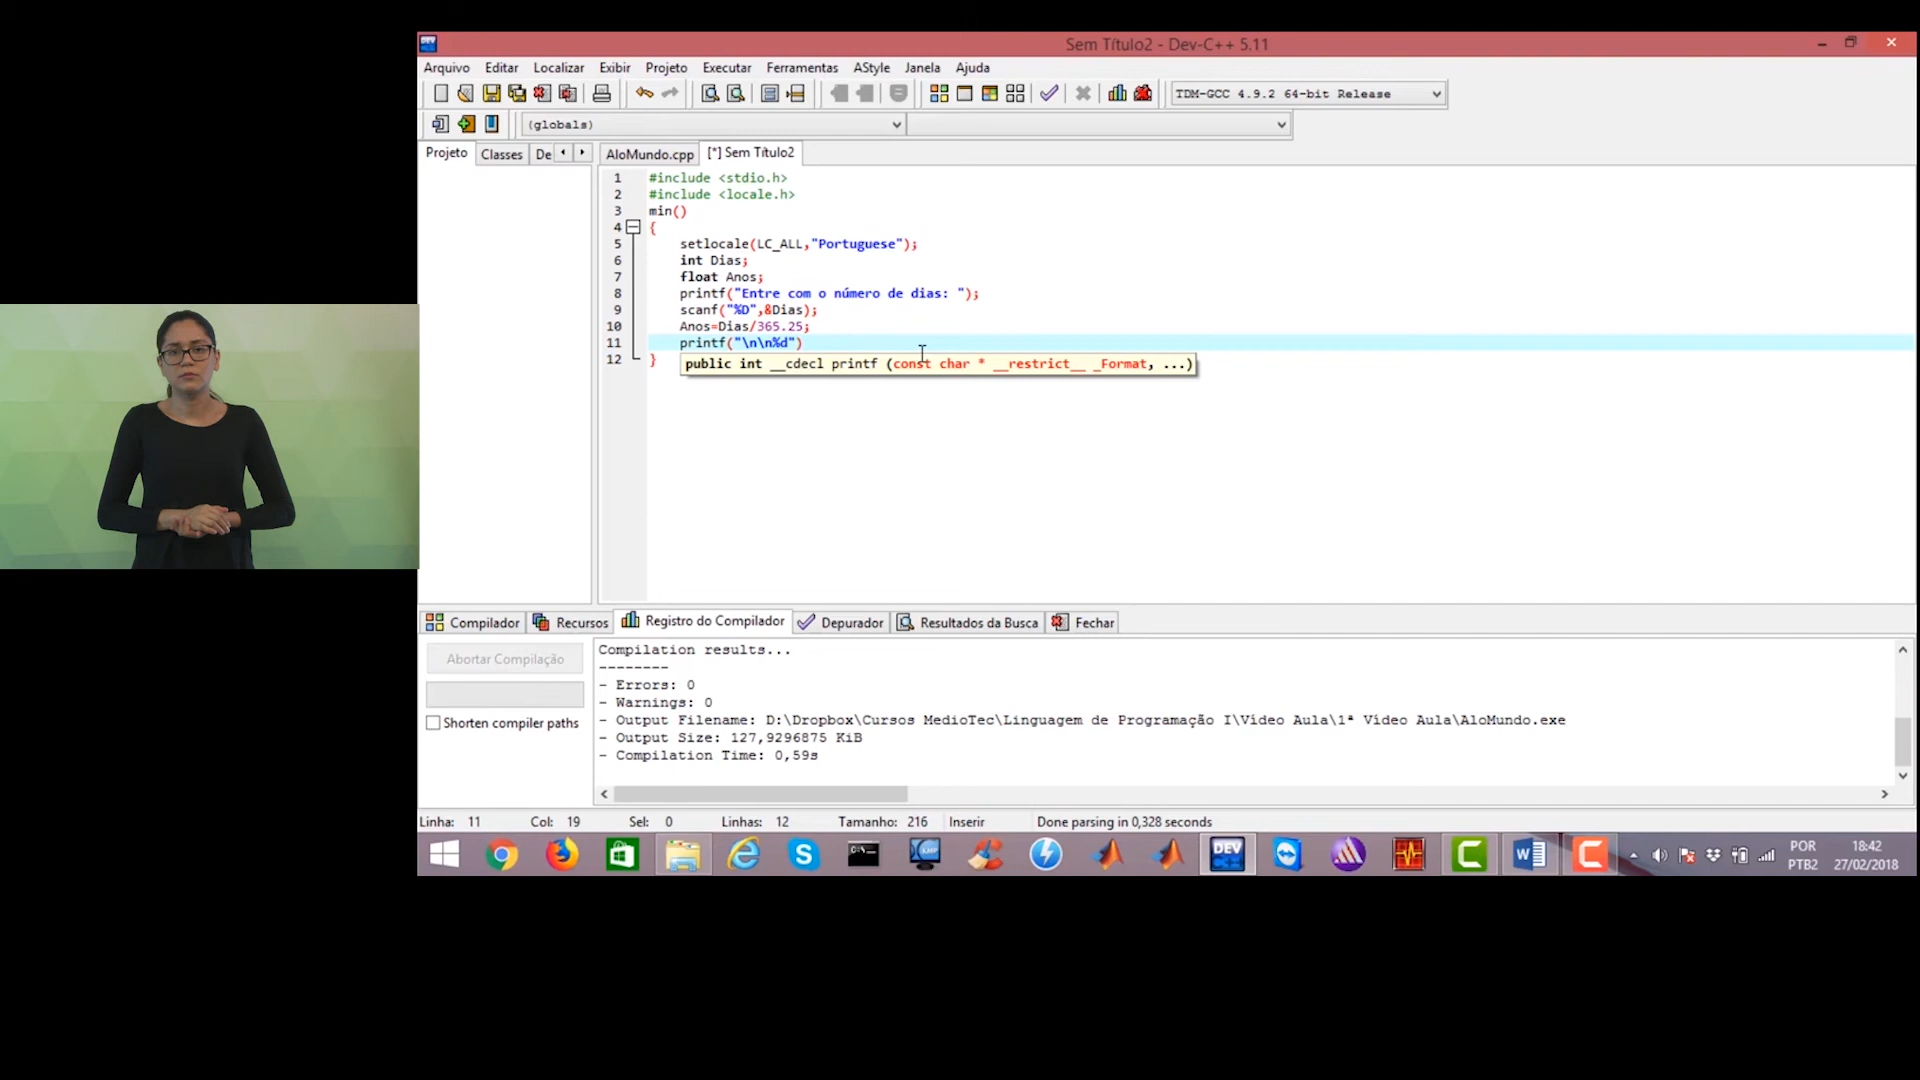 Sem Título2 - Dev-C++ 5.11
Arquivo Editar Localizar Exibir Projeto Executar Ferramentas AStyle Janela Ajuda
TDM-GCC 4.9.2 64-bit Release
(globals)
Projeto Classes De
AloMundo.cpp [*] Sem Título2
1 #include <stdio.h>
2 #include <locale.h>
3 min()
4 {
5 setlocale(LC_ALL,"Portuguese");
6 int Dias;
7 float Anos;
8 printf("Entre com o número de dias: ");
9 scanf("%D",&Dias);
10 Anos=Dias/365.25;
11 printf("\n\n%d")
12 }
public int __cdecl printf (const char * __restrict__ _Format, ...)
Compilador Recursos Registro do Compilador Depurador Resultados da Busca Fechar
Abortar Compilação
Shorten compiler paths
Compilation results...
--------
- Errors: 0
- Warnings: 0
- Output Filename: D:\Dropbox\Cursos MedioTec\Linguagem de Programação I\Vídeo Aula\1ª Vídeo Aula\AloMundo.exe
- Output Size: 127,9296875 KiB
- Compilation Time: 0,59s
Linha: 11 Col: 19 Sel: 0 Linhas: 12 Tamanho: 216 Inserir Done parsing in 0,328 seconds
DEV
POR
PTB2
18:42
27/02/2018